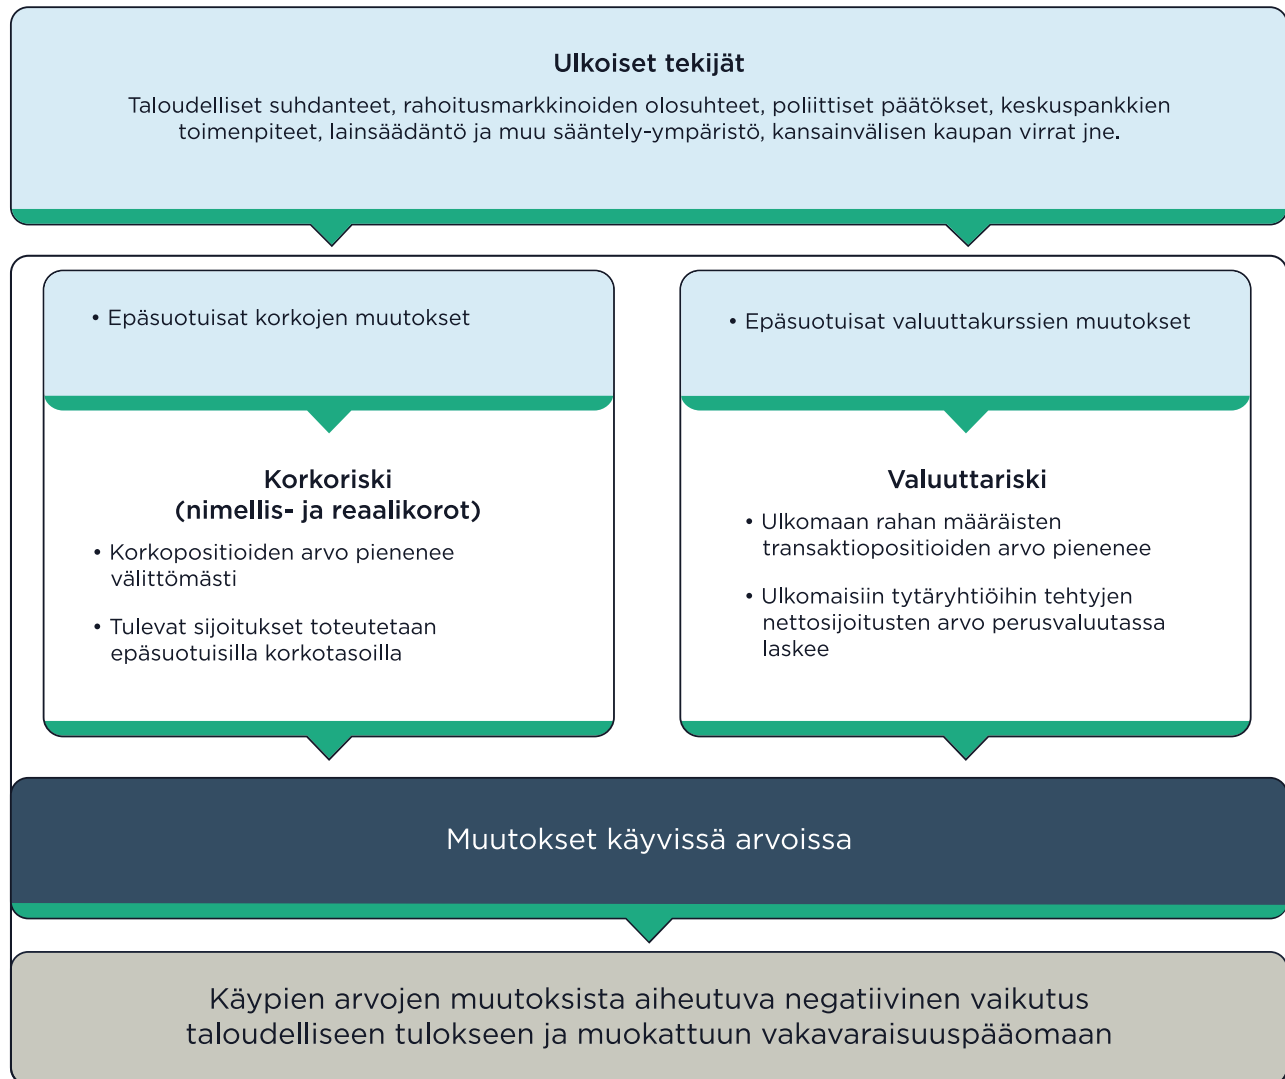 Ulkoiset tekijät
Taloudelliset suhdanteet, rahoitusmarkkinoiden olosuhteet, poliittiset päätökset, keskuspankkien
toimenpiteet, lainsäädäntö ja muu sääntely-ympäristö, kansainvälisen kaupan virrat jne.
• Epäsuotuisat korkojen muutokset
Korkoriski
(nimellis- ja reaalikorot)
• Korkopositioiden arvo pienenee
välittömästi
• Tulevat sijoitukset toteutetaan
epäsuotuisilla korkotasoilla
• Epäsuotuisat valuuttakurssien muutokset
Valuuttariski
• Ulkomaan rahan määräisten
transaktiopositioiden arvo pienenee
• Ulkomaisiin tytäryhtiöihin tehtyjen
nettosijoitusten arvo perusvaluutassa
laskee
Muutokset käyvissä arvoissa
Käypien arvojen muutoksista aiheutuva negatiivinen vaikutus
taloudelliseen tulokseen ja muokattuun vakavaraisuuspääomaan